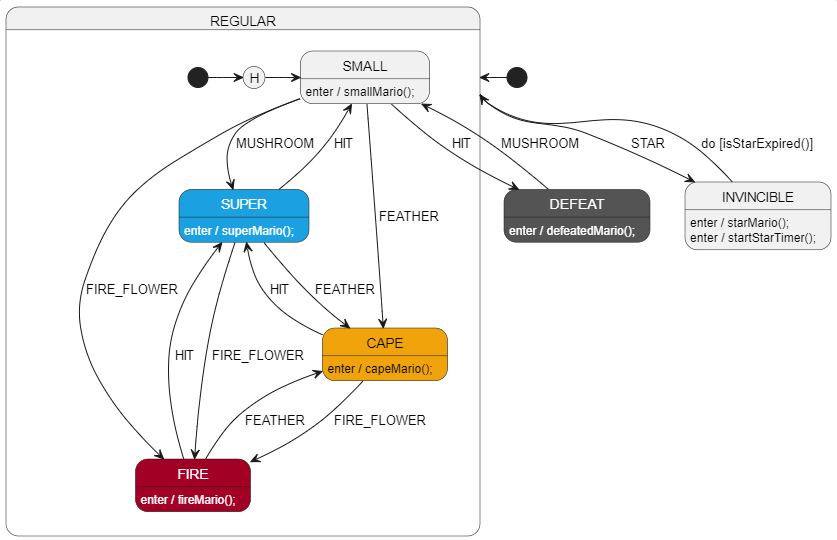 REGULAR
H
SMALL
enter / smallMario();
MUSHROOM
HIT
HIT
MUSHROOM
STAR
do [isStarExpired()]
SUPER
enter / superMario();
FEATHER
DEFEAT
enter / defeatedMario();
INVINCIBLE
enter / starMario();
enter / startStarTimer();
FIRE_FLOWER
HIT
FEATHER
CAPE
enter / capeMario();
HIT
FIRE_FLOWER
FEATHER
FIRE_FLOWER
FIRE
enter / fireMario();